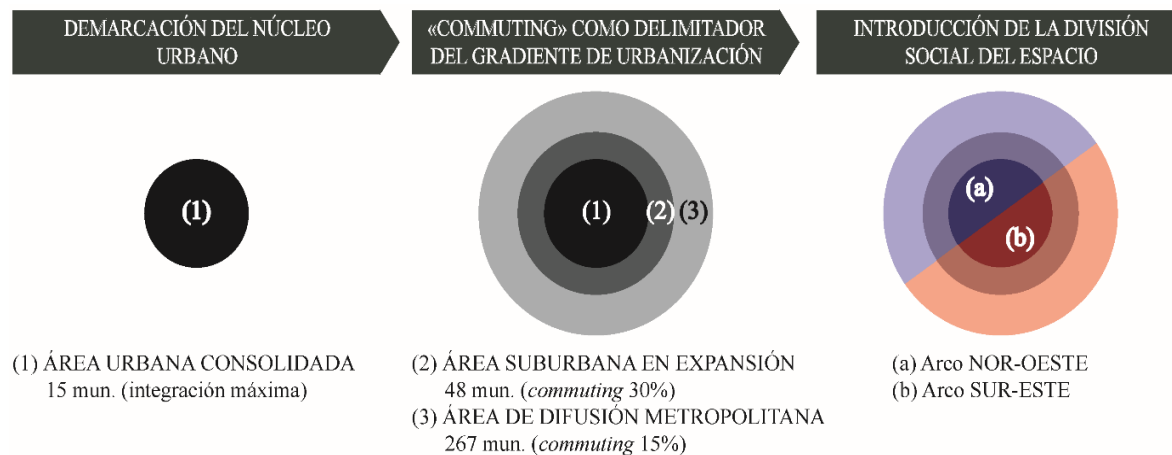 DEMARCACIÓN DEL NÚCLEO
URBANO
«COMMUTING» COMO DELIMITADOR
DEL GRADIENTE DE URBANIZACIÓN
INTRODUCCIÓN DE LA DIVISIÓN
SOCIAL DEL ESPACIO
(1)
(1)
(2)
(3)
(a)
(b)
(1) ÁREA URBANA CONSOLIDADA
15 mun. (integración máxima)
(2) ÁREA SUBURBANA EN EXPANSIÓN
48 mun. (commuting 30%)
(3) ÁREA DE DIFUSIÓN METROPOLITANA
267 mun. (commuting 15%)
(a) Arco NOR-OESTE
(b) Arco SUR-ESTE